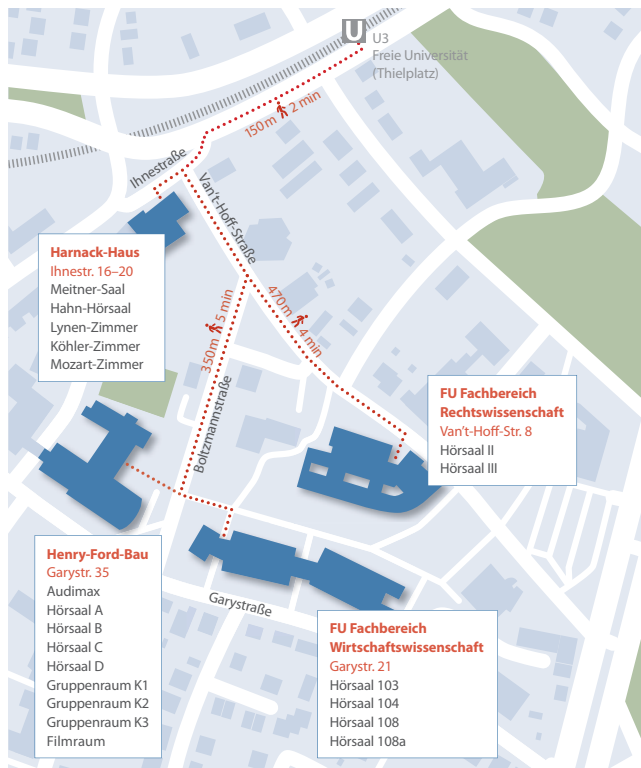 U
U3
Freie Universität
(Thielplatz)
150 m 2 min
Ihnestraße
Van't-Hoff-Straße
Harnack-Haus
Ihnestr. 16–20
Meitner-Saal
Hahn-Hörsaal
Lynen-Zimmer
Köhler-Zimmer
Mozart-Zimmer
350 m 5 min
470 m 4 min
Boltzmannstraße
FU Fachbereich
Rechtswissenschaft
Van't-Hoff-Str. 8
Hörsaal II
Hörsaal III
Henry-Ford-Bau
Garystr. 35
Audimax
Hörsaal A
Hörsaal B
Hörsaal C
Hörsaal D
Gruppenraum K1
Gruppenraum K2
Gruppenraum K3
Filmraum
Garystraße
FU Fachbereich
Wirtschaftswissenschaft
Garystr. 21
Hörsaal 103
Hörsaal 104
Hörsaal 108
Hörsaal 108a